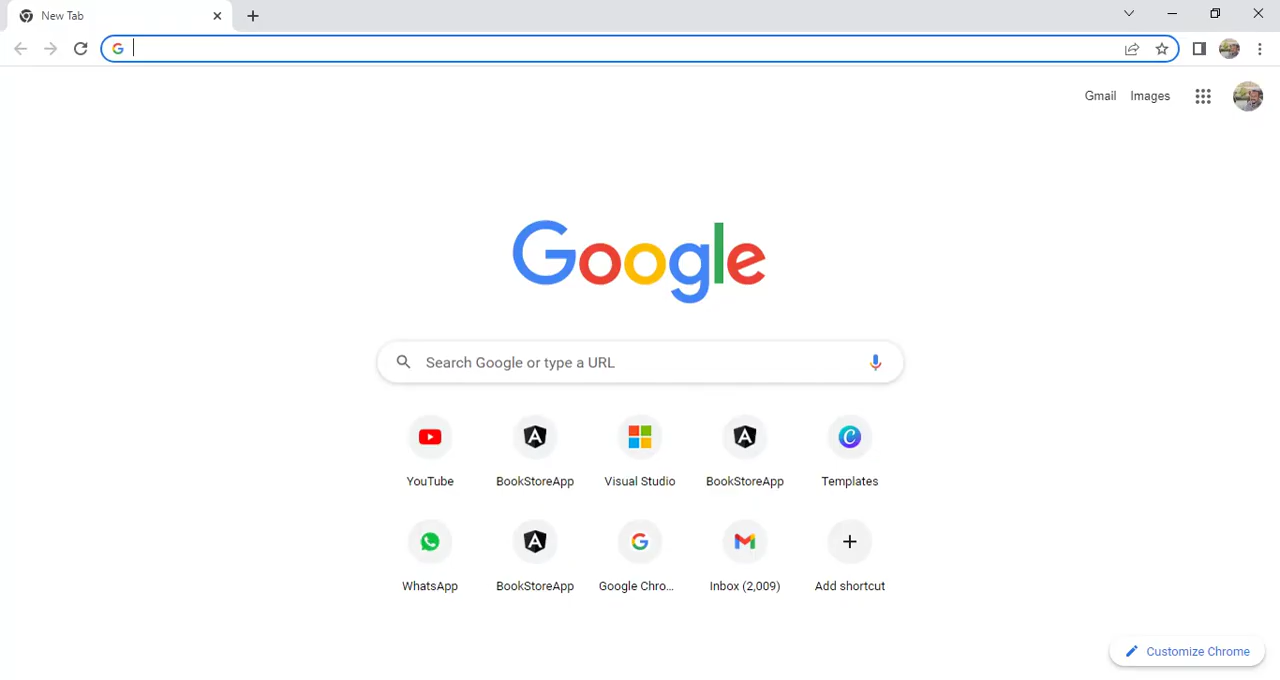 New Tab
Gmail Images
Google
Search Google or type a URL
YouTube BookStoreApp Visual Studio BookStoreApp Templates
WhatsApp BookStoreApp Google Chro... Inbox (2,009) Add shortcut
Customize Chrome